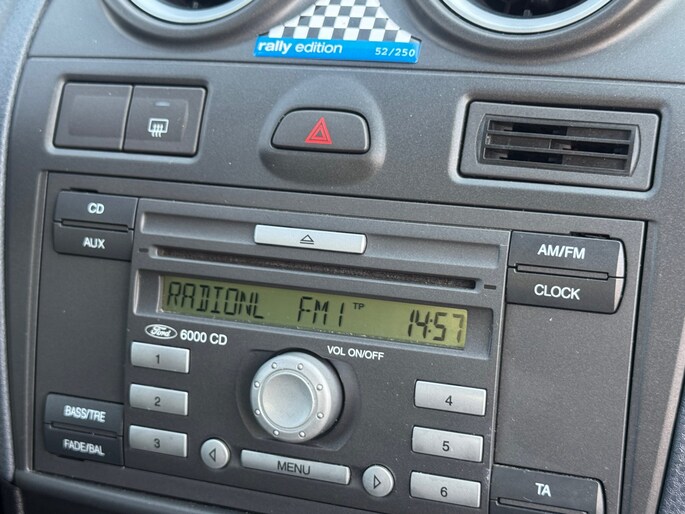 rally edition 52/250
CD
AUX
AM/FM
CLOCK
RADIONL FM1 TP 14:57
Ford 6000 CD
VOL ON/OFF
1
2
3
4
5
6
BASS/TRE
FADE/BAL
MENU
TA